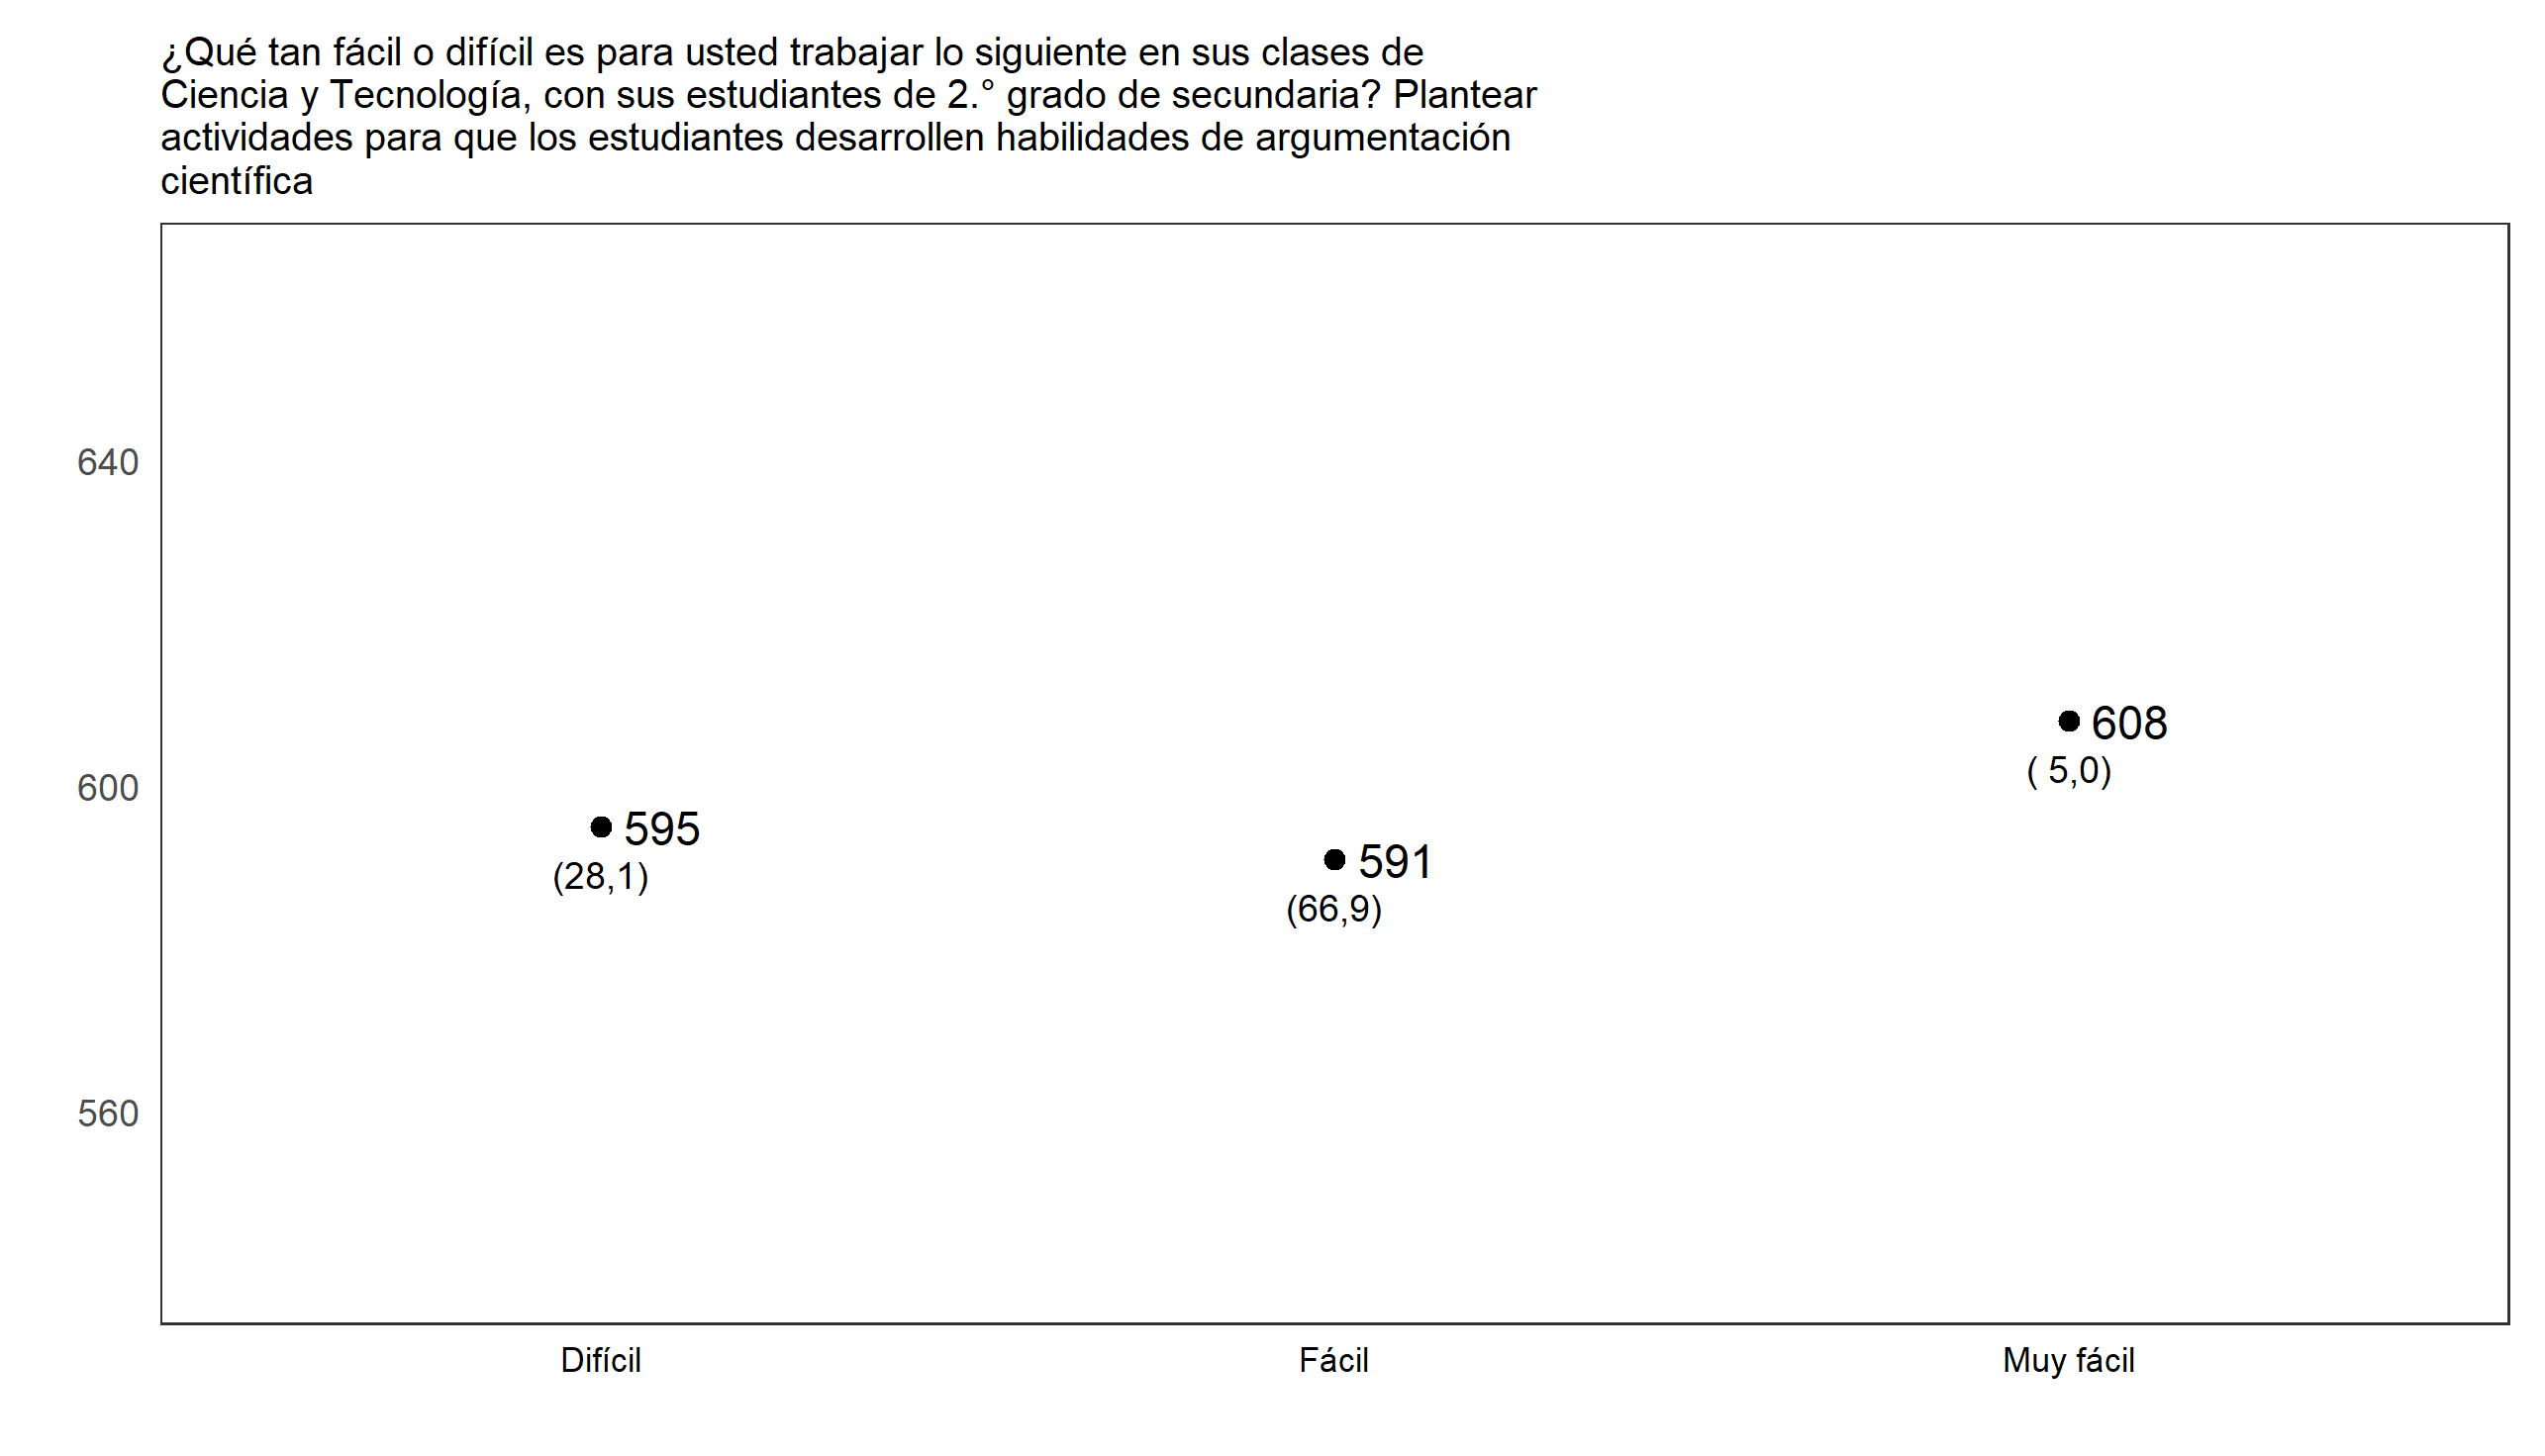 ¿Qué tan fácil o difícil es para usted trabajar lo siguiente en sus clases de
Ciencia y Tecnología, con sus estudiantes de 2.° grado de secundaria? Plantear
actividades para que los estudiantes desarrollen habilidades de argumentación
científica
640
600
560
608
( 5,0)
595
(28,1)
591
(66,9)
Difícil
Fácil
Muy fácil